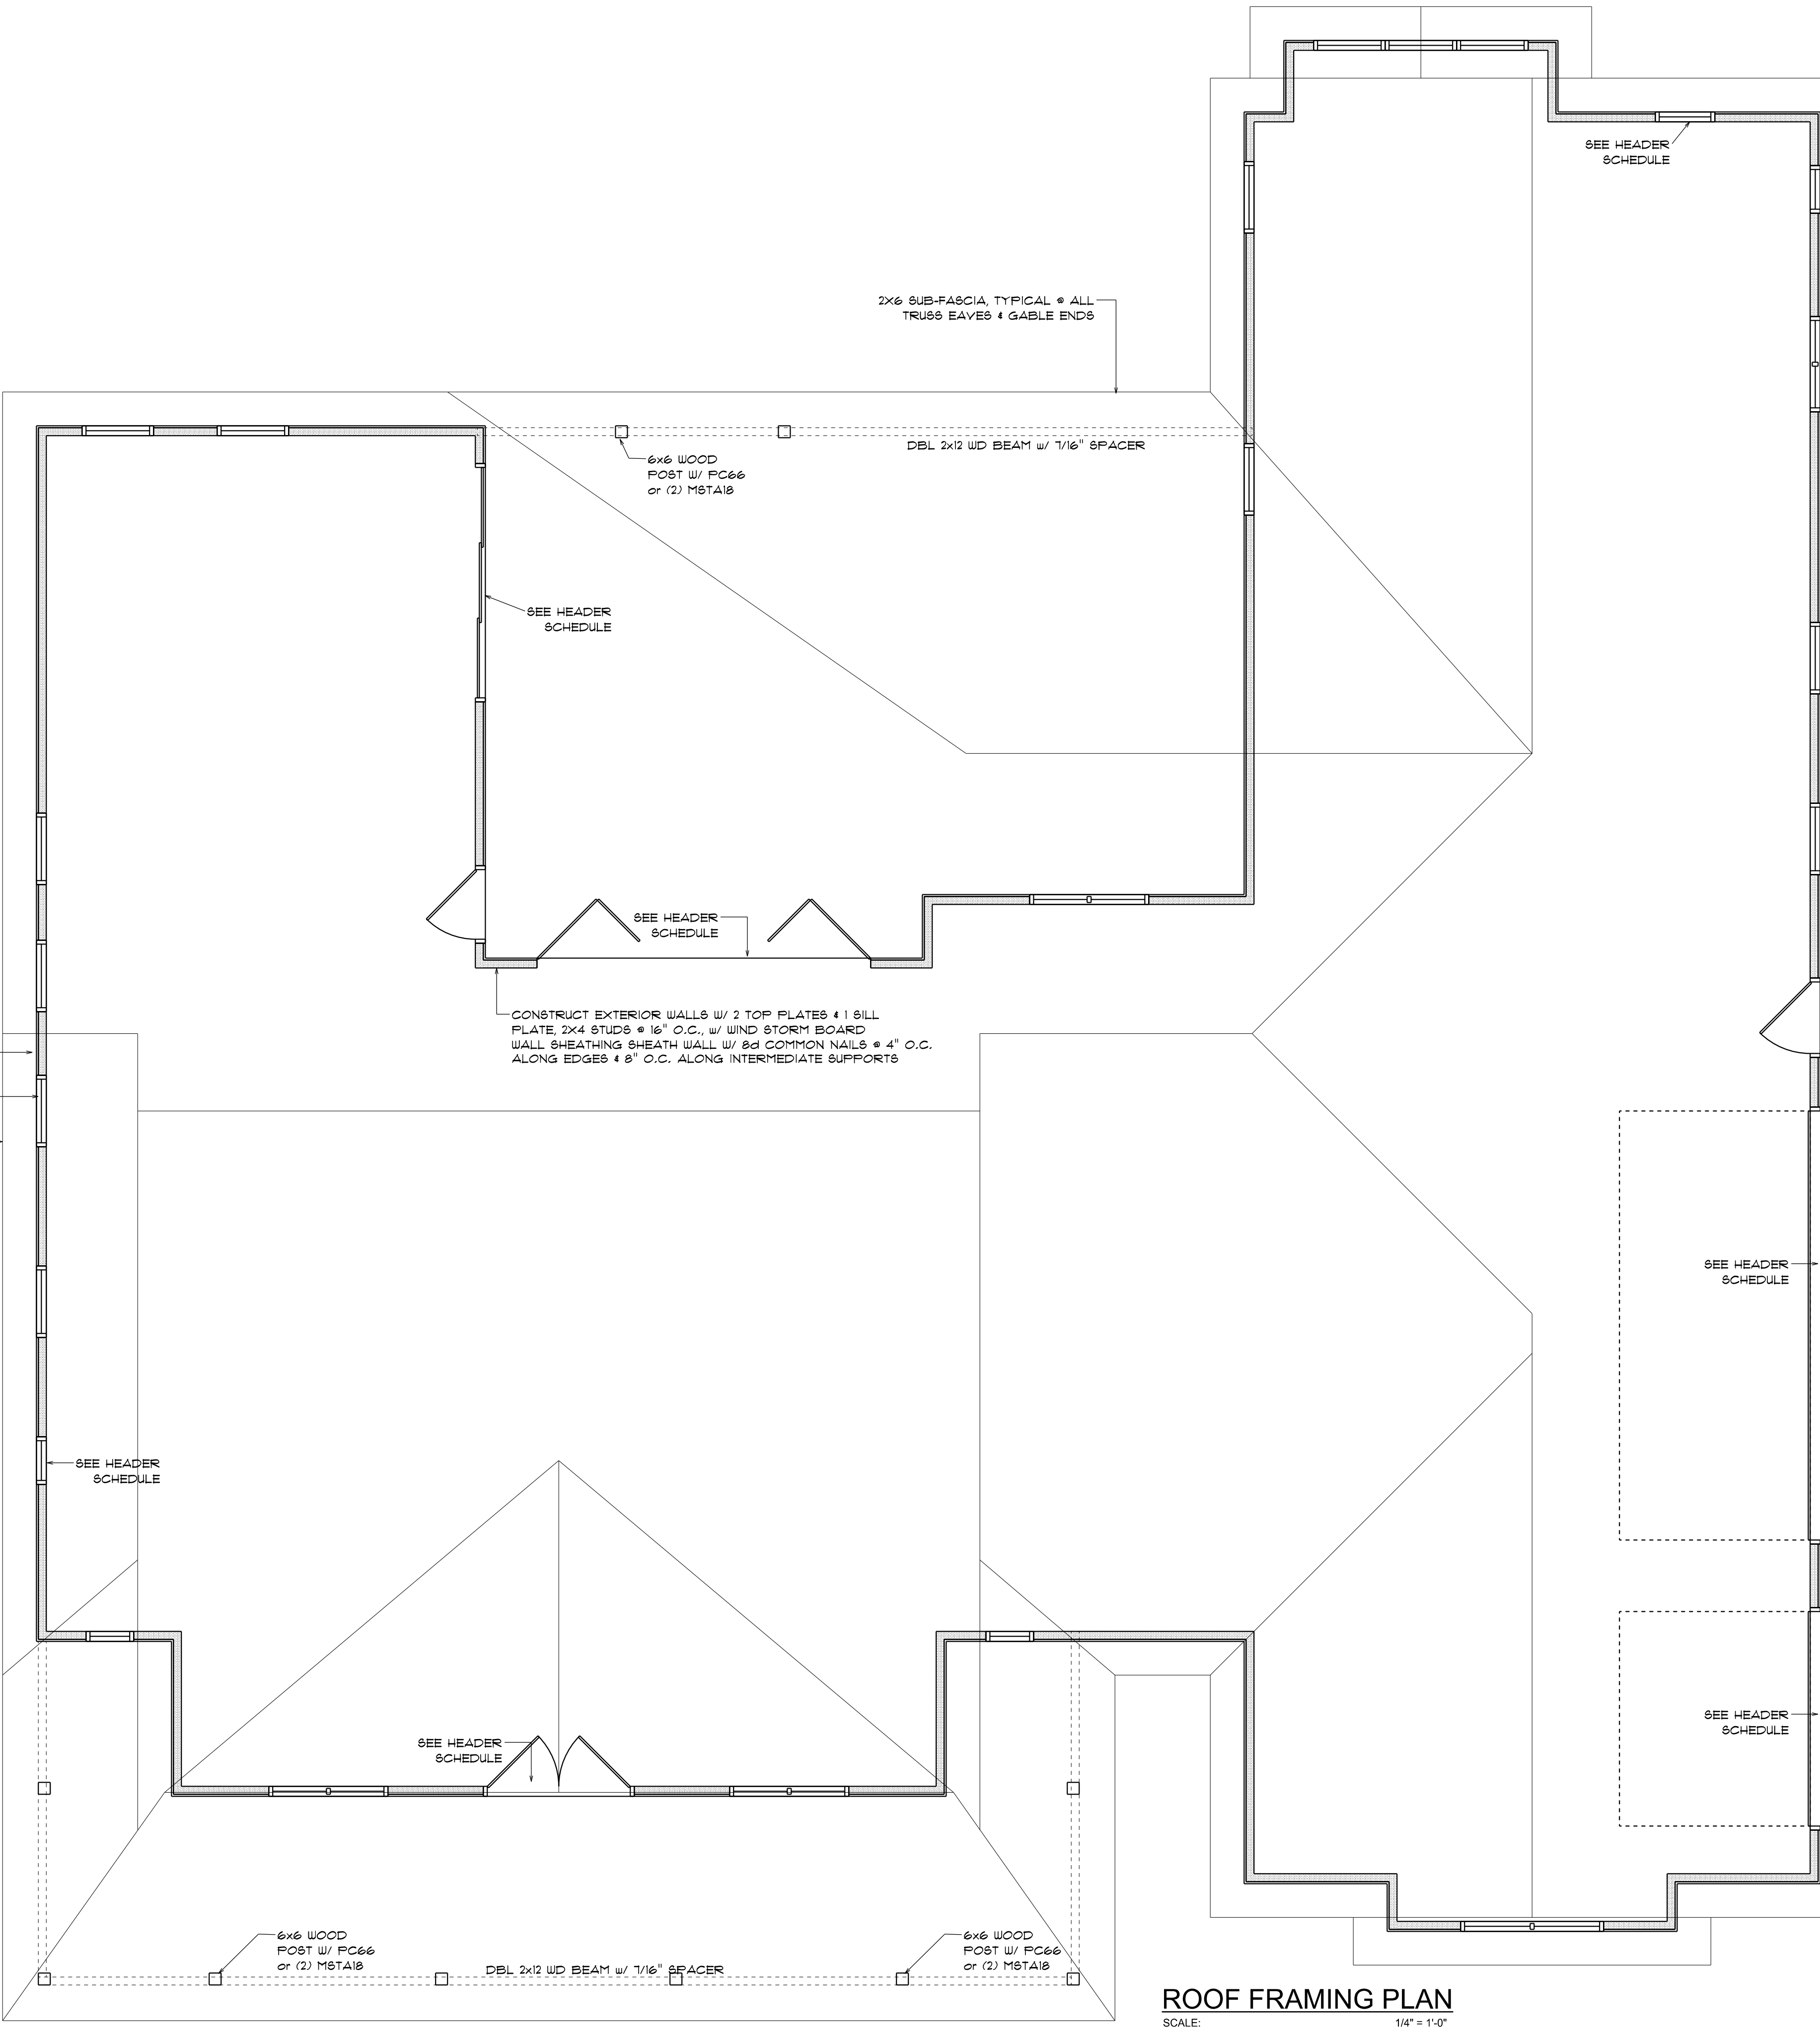 SEE HEADER
SCHEDULE
2X6 SUB-FASCIA, TYPICAL @ ALL
TRUSS EAVES & GABLE ENDS
DBL 2x12 WD BEAM w/ 7/16" SPACER
6x6 WOOD
POST W/ PC66
or (2) MSTA18
SEE HEADER
SCHEDULE
SEE HEADER
SCHEDULE
CONSTRUCT EXTERIOR WALLS W/ 2 TOP PLATES & 1 SILL
PLATE, 2X4 STUDS @ 16" O.C., w/ WIND STORM BOARD
WALL SHEATHING SHEATH WALL W/ 8d COMMON NAILS @ 4" O.C.
ALONG EDGES & 8" O.C. ALONG INTERMEDIATE SUPPORTS
SEE HEADER
SCHEDULE
SEE HEADER
SCHEDULE
SEE HEADER
SCHEDULE
SEE HEADER
SCHEDULE
6x6 WOOD
POST W/ PC66
or (2) MSTA18
DBL 2x12 WD BEAM w/ 7/16" SPACER
6x6 WOOD
POST W/ PC66
or (2) MSTA18
ROOF FRAMING PLAN
SCALE: 1/4" = 1'-0"